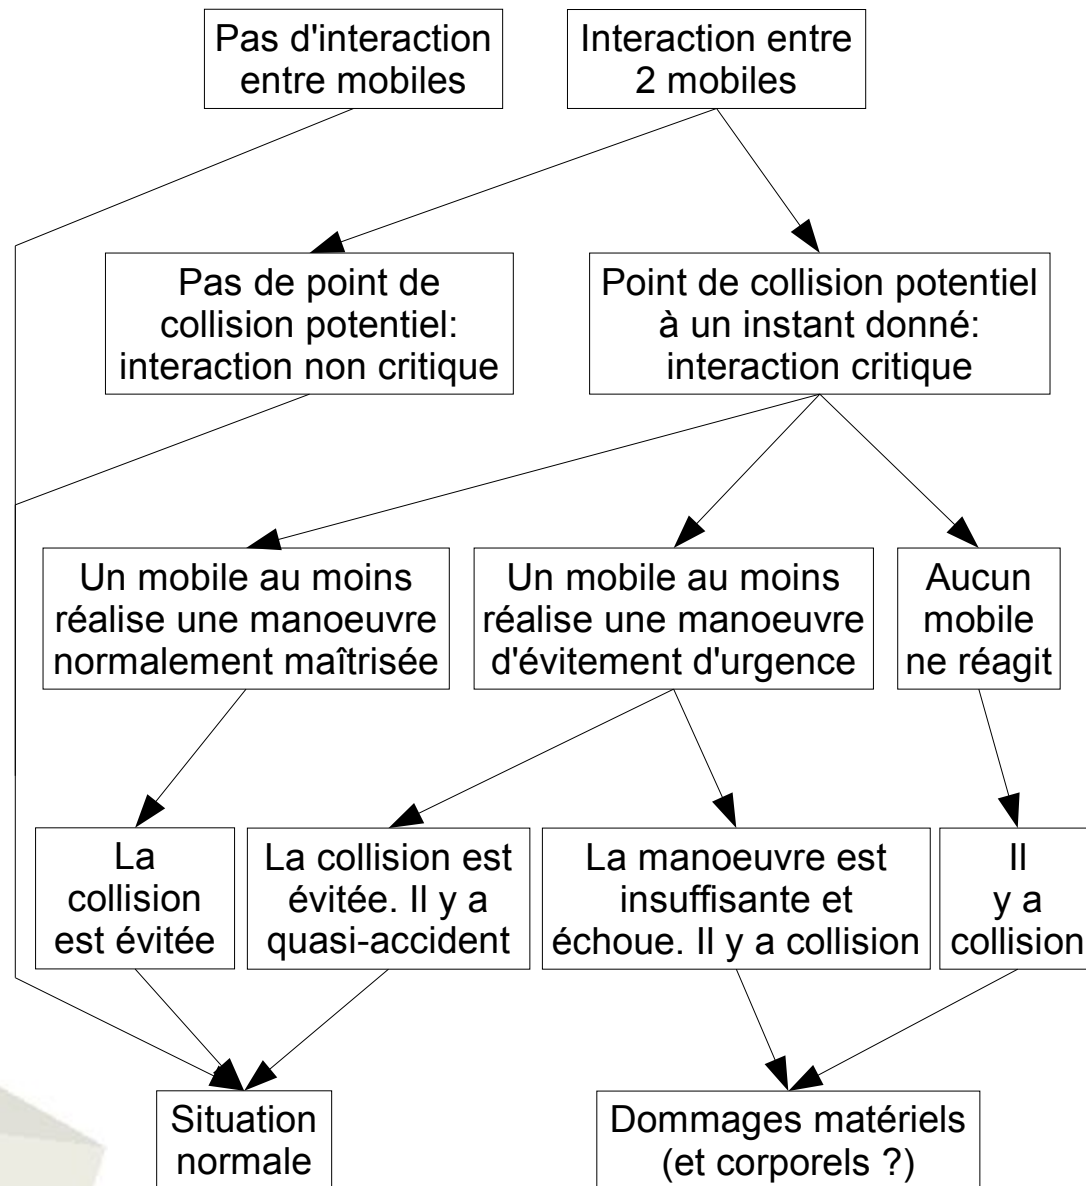 Pas d'interaction
entre mobiles
Interaction entre
2 mobiles
Pas de point de
collision potentiel:
interaction non critique
Point de collision potentiel
à un instant donné:
interaction critique
Un mobile au moins
réalise une manoeuvre
normalement maîtrisée
Un mobile au moins
réalise une manoeuvre
d'évitement d'urgence
Aucun
mobile
ne réagit
La
collision
est évitée
La collision est
évitée. Il y a
quasi-accident
La manoeuvre est
insuffisante et
échoue. Il y a collision
Il
y a
collision
Situation
normale
Dommages matériels
(et corporels ?)